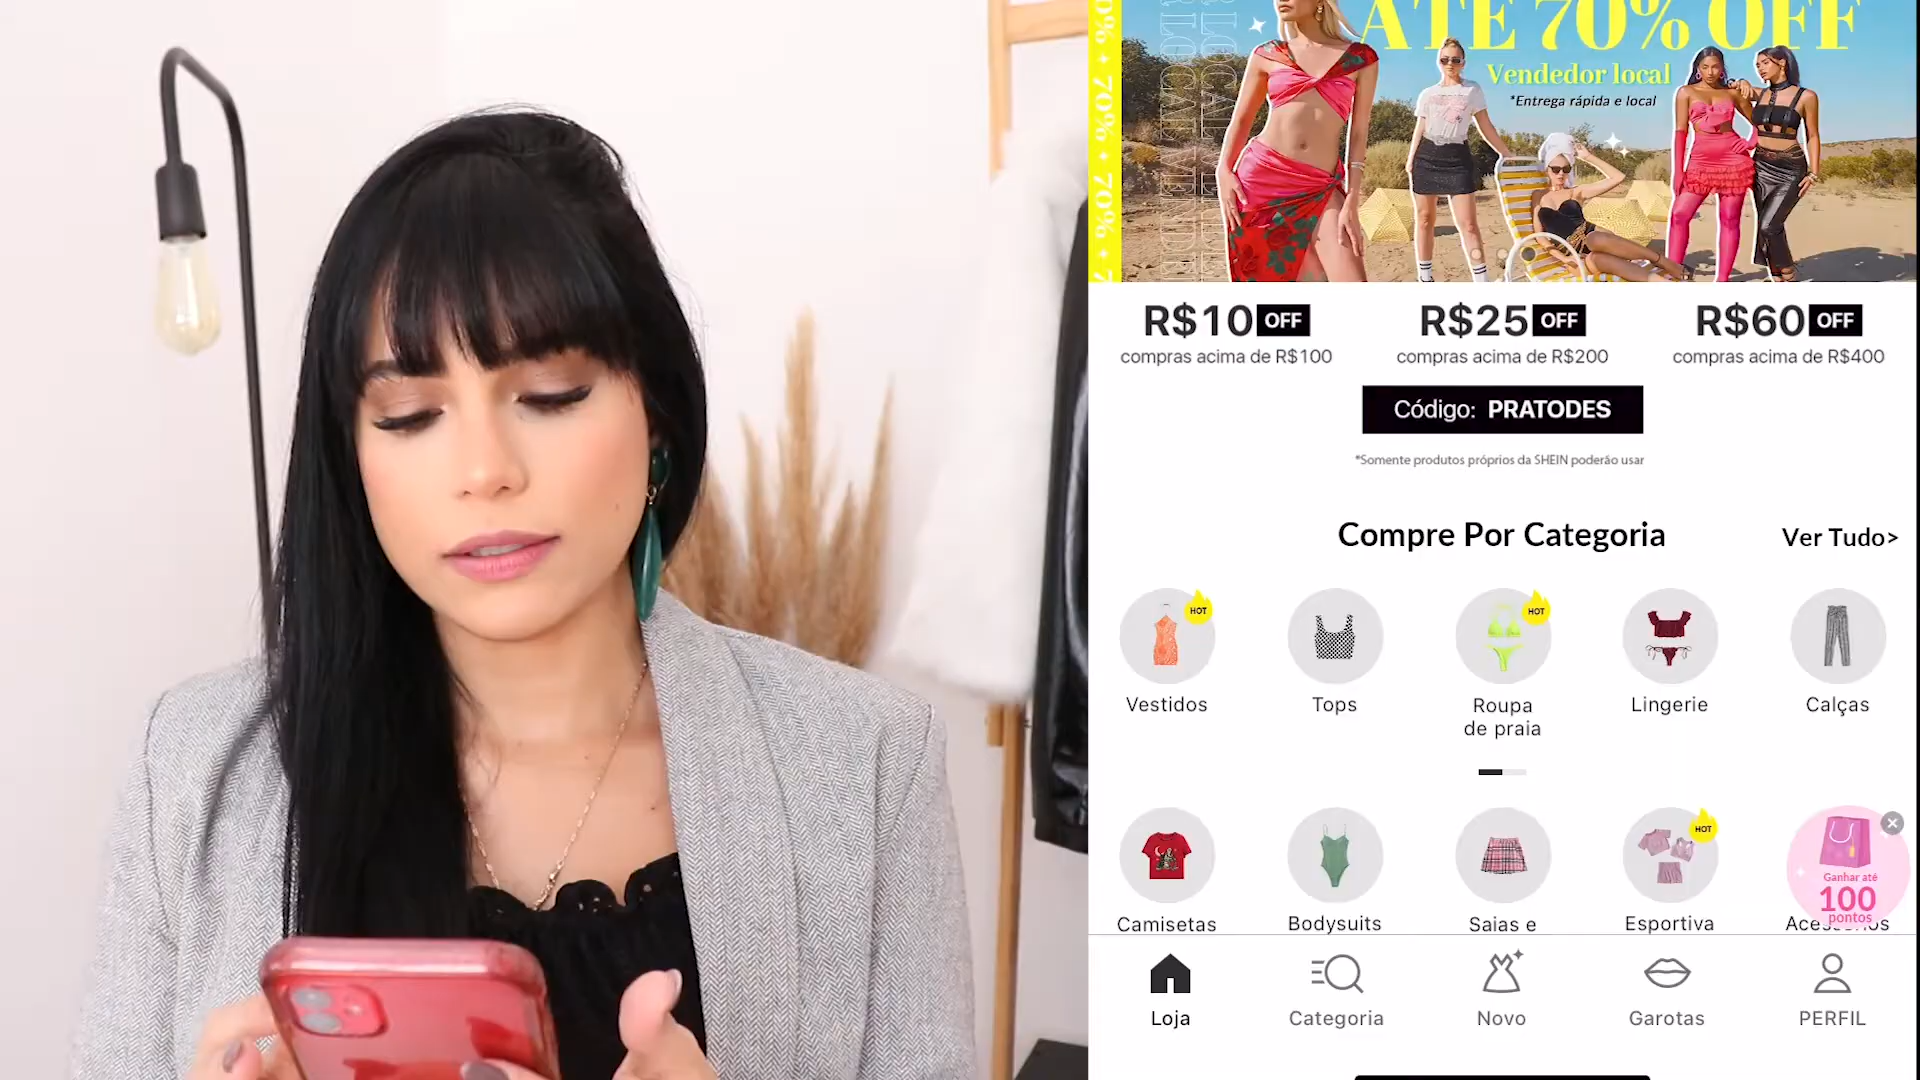 ATÉ 70% OFF
Vendedor local
*Entrega rápida e local
70%
70%
R$10 OFF
compras acima de R$100
R$25 OFF
compras acima de R$200
R$60 OFF
compras acima de R$400
Código: PRATODES
*Somente produtos próprios da SHEIN poderão usar
Compre Por Categoria
Ver Tudo>
HOT
HOT
Vestidos
Tops
Roupa
de praia
Lingerie
Calças
HOT
Ganhar até
100
pontos
Camisetas
Bodysuits
Saias e
Esportiva
Loja
Categoria
Novo
Garotas
PERFIL